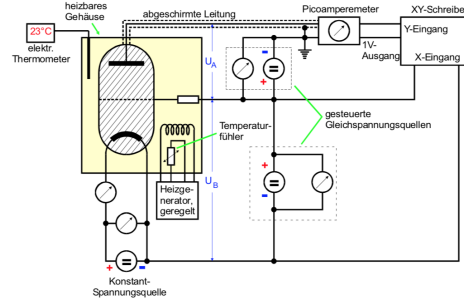 heizbares
Gehäuse
abgeschirmte Leitung
Picoamperemeter
XY-Schreiber
23°C
elektr.
Thermometer
Y-Eingang
1V-
Ausgang
X-Eingang
U_A
gesteuerte
Gleichspannungsquellen
Temperatur-
fühler
U_B
Heizge-
nerator,
geregelt
Konstant-
Spannungsquelle